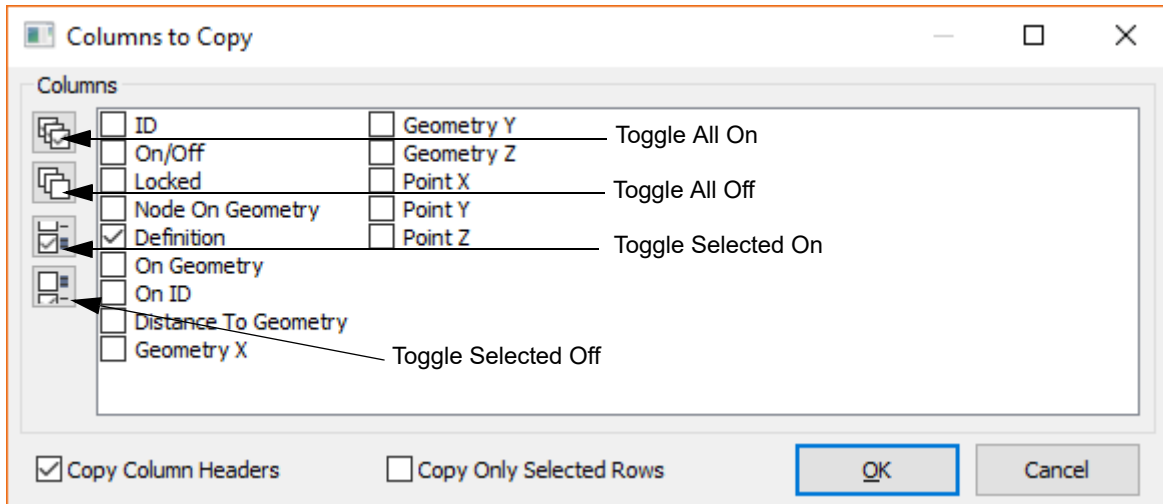 Columns to Copy
Columns
ID
On/Off
Locked
Node On Geometry
Definition
On Geometry
On ID
Distance To Geometry
Geometry X
Geometry Y
Geometry Z
Point X
Point Y
Point Z
Toggle All On
Toggle All Off
Toggle Selected On
Toggle Selected Off
Copy Column Headers
Copy Only Selected Rows
OK
Cancel